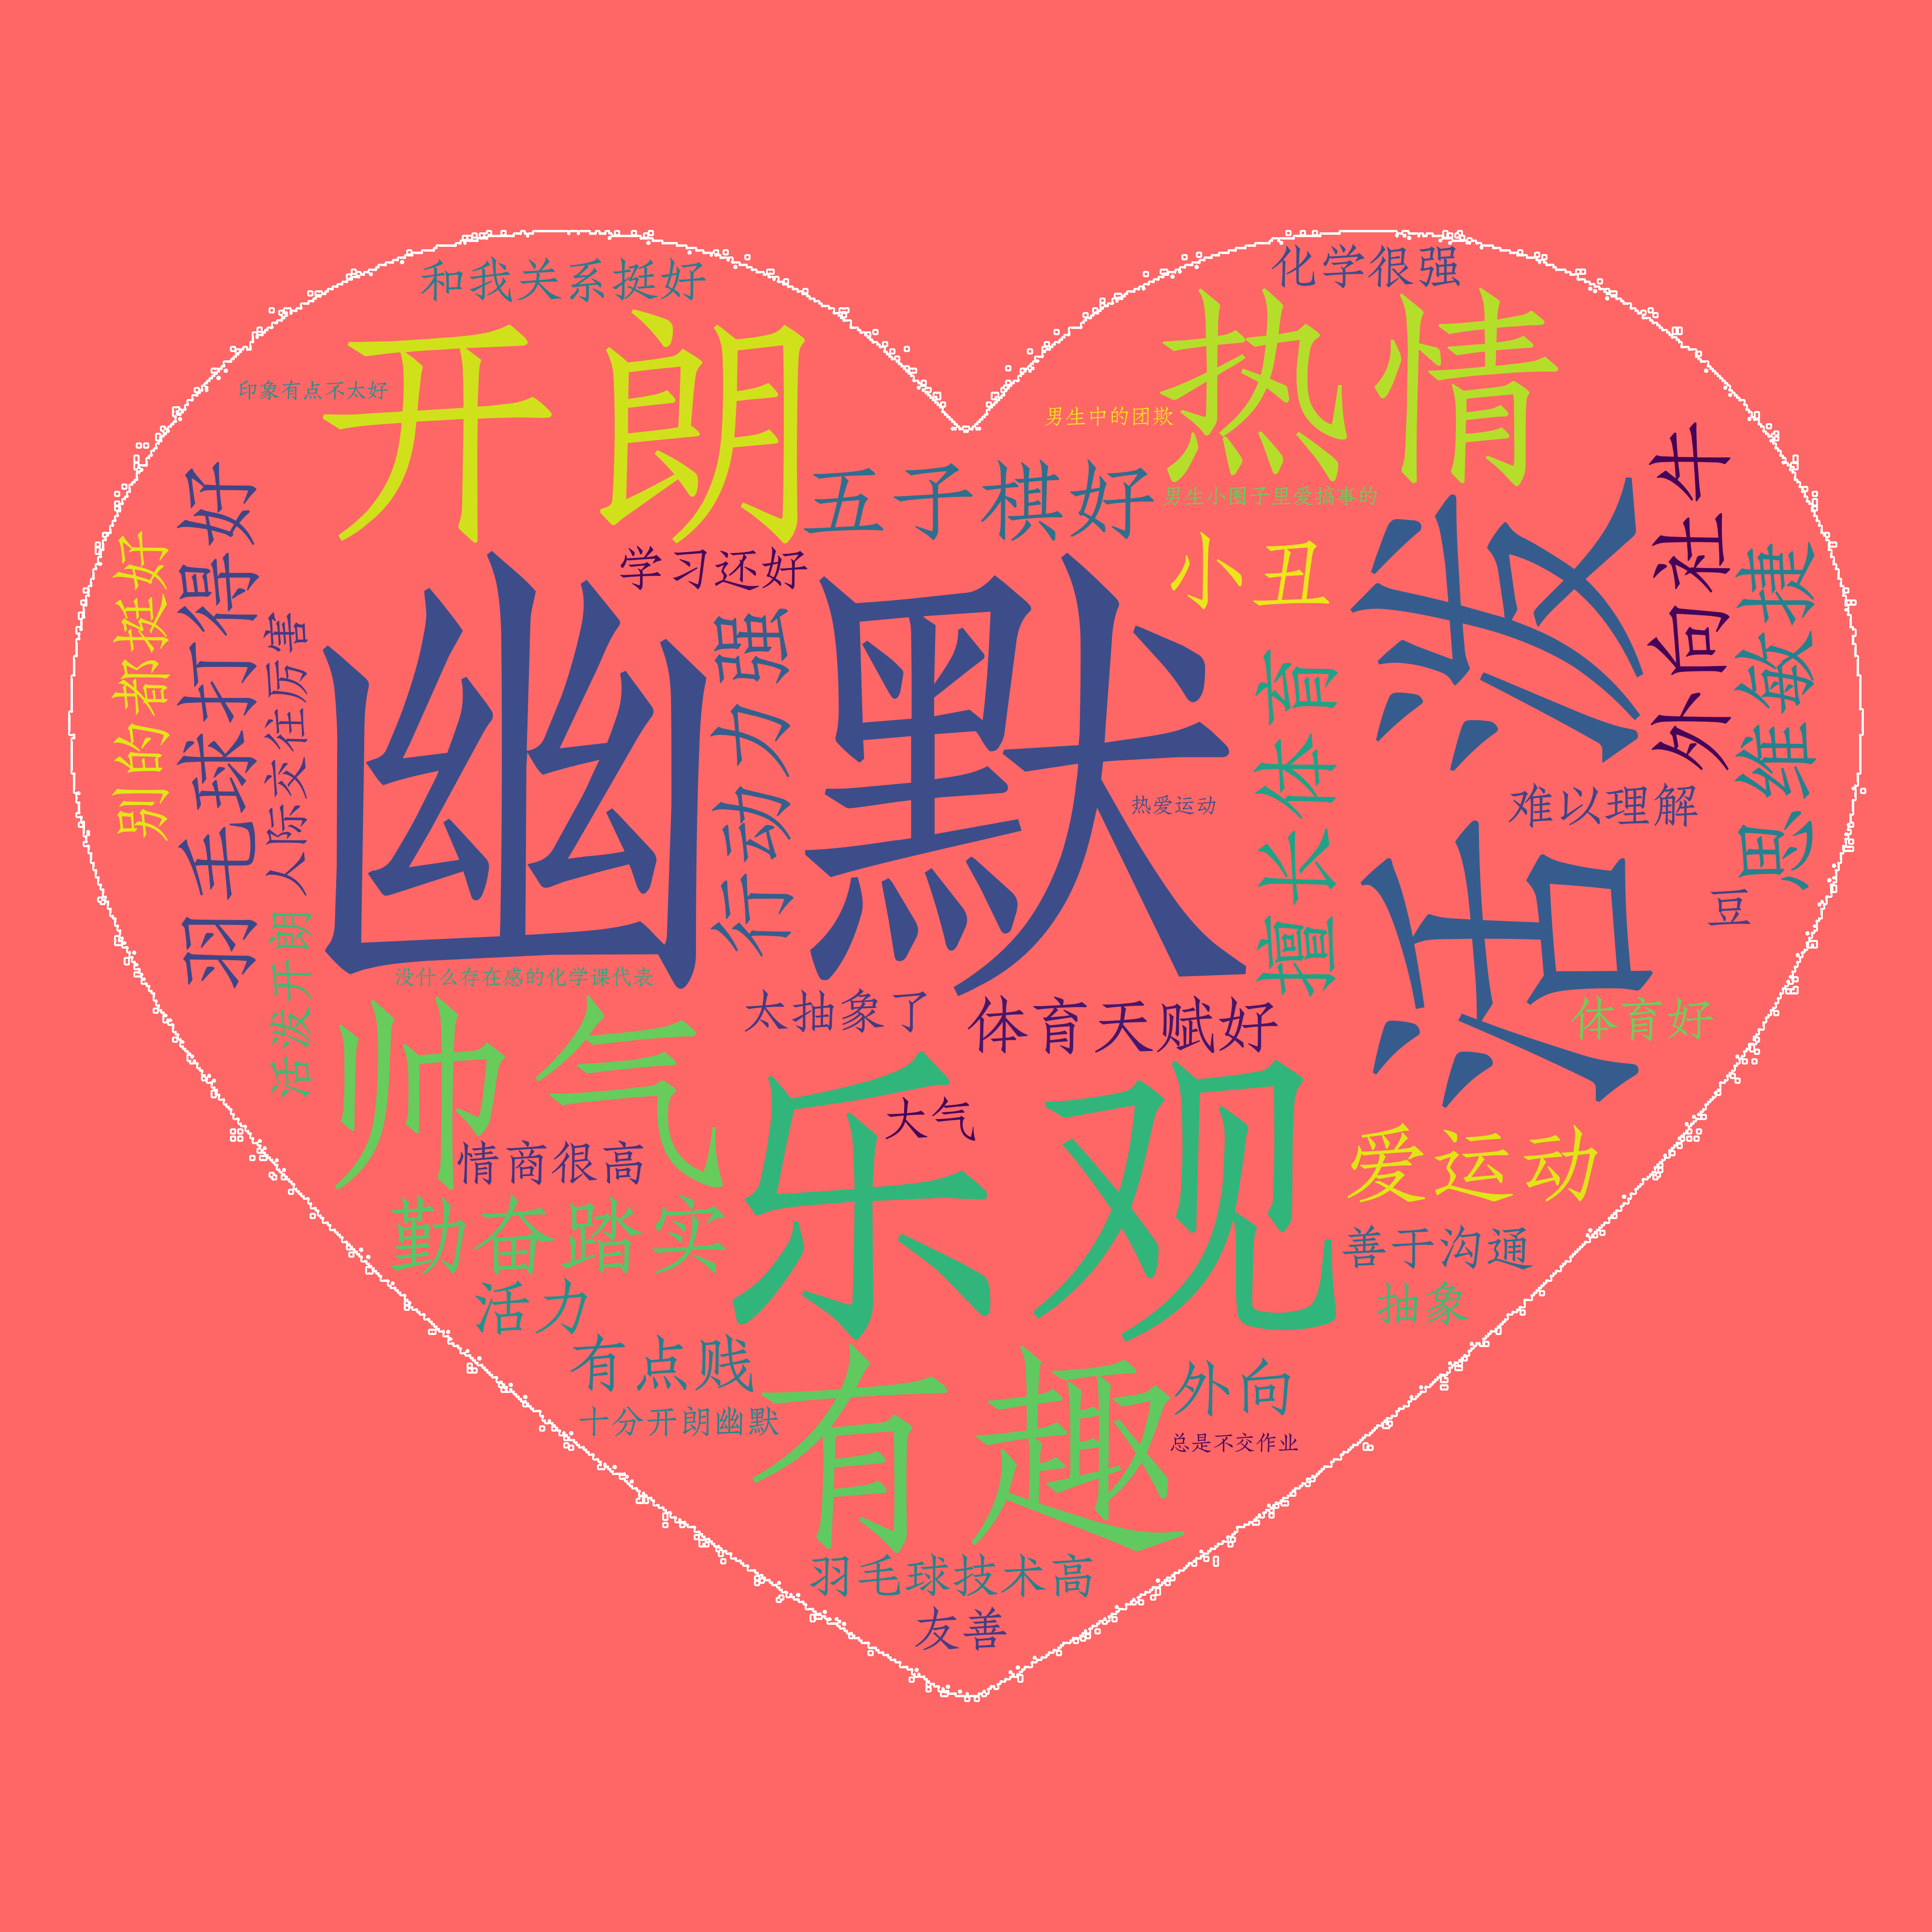 和我关系挺好
化学很强
开朗
热情
印象有点不太好
男生中的团欺
五子棋好
男生小圈子里爱搞事的
小丑
学习还好
别的都挺好
羽毛球打得好
人际交往厉害
幽默
行动力强
擅长体育
活泼
外向社牛
思维敏捷
热爱运动
难以理解
豆
活泼开朗
没什么存在感的化学课代表
太抽象了
体育天赋好
体育好
帅气
乐观
大气
情商很高
爱运动
勤奋踏实
善于沟通
活力
抽象
有点贱
有趣
外向
十分开朗幽默
总是不交作业
羽毛球技术高
友善